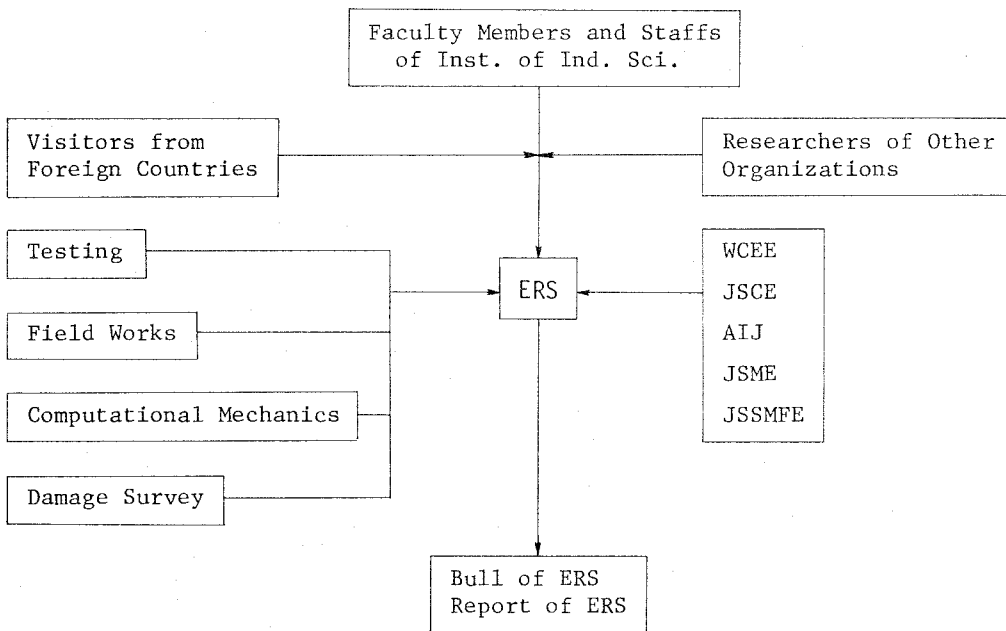 Faculty Members and Staffs
of Inst. of Ind. Sci.
Visitors from
Foreign Countries
Researchers of Other
Organizations
Testing
Field Works
Computational Mechanics
Damage Survey
ERS
WCEE
JSCE
AIJ
JSME
JSSMFE
Bull of ERS
Report of ERS